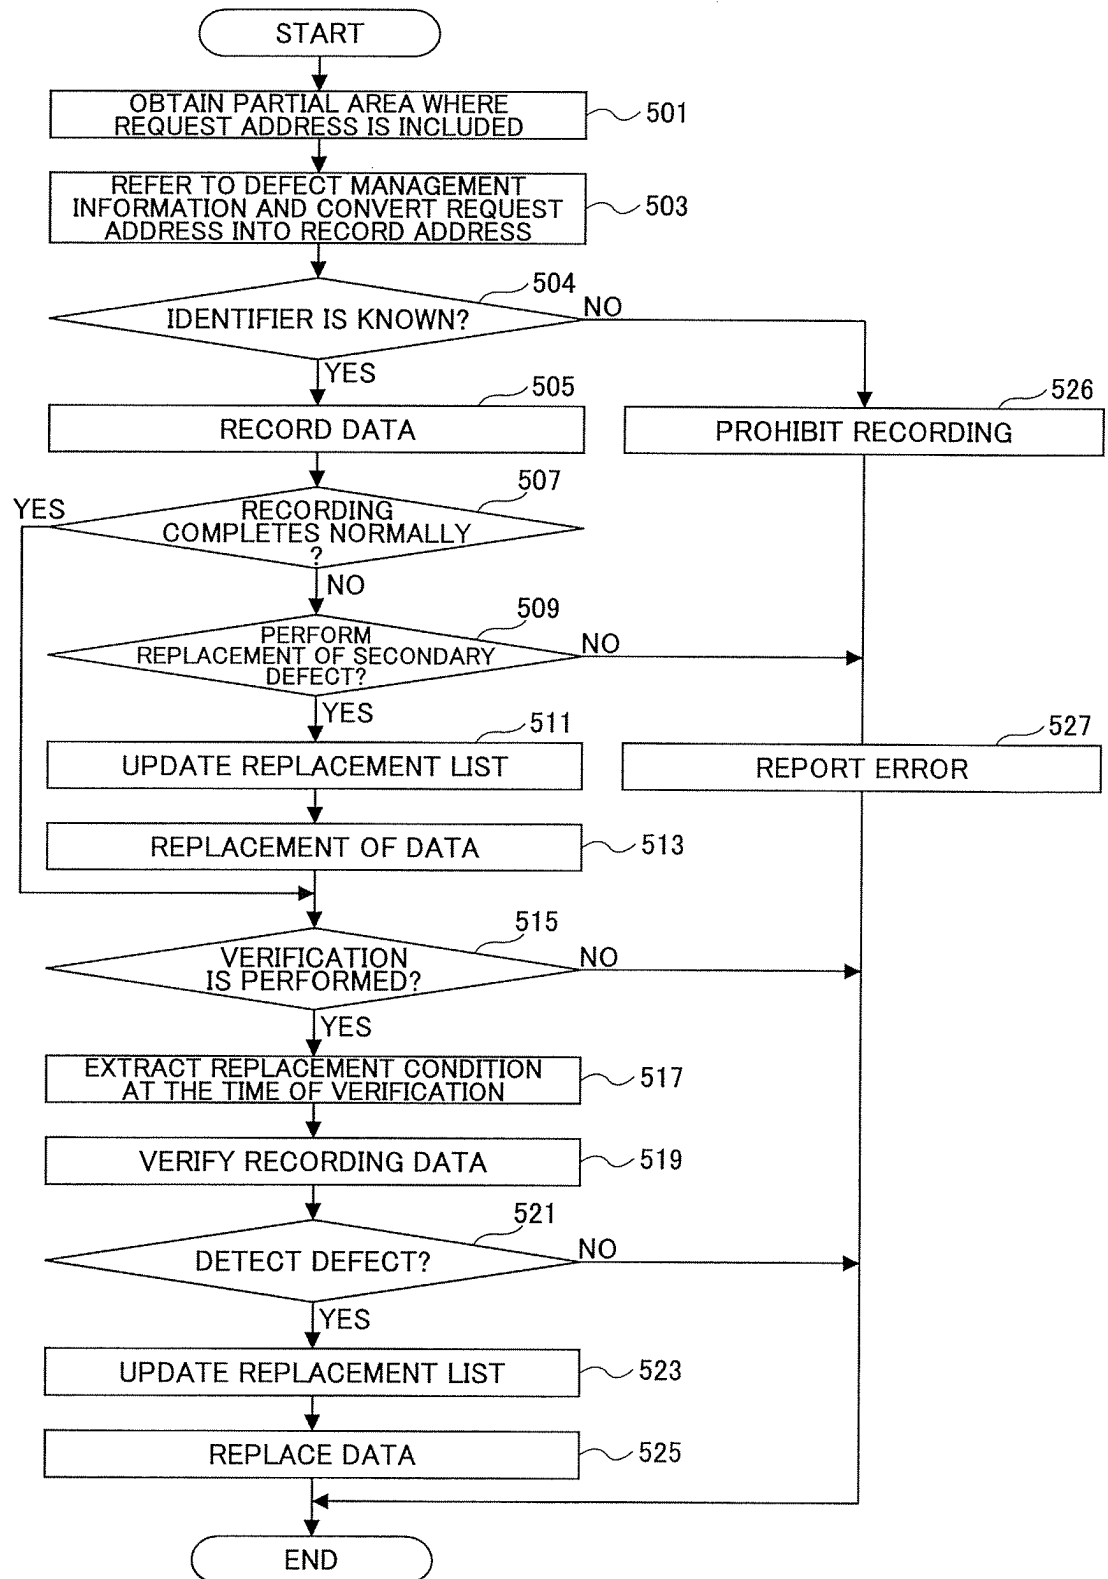 START
OBTAIN PARTIAL AREA WHERE
REQUEST ADDRESS IS INCLUDED
501
REFER TO DEFECT MANAGEMENT
INFORMATION AND CONVERT REQUEST
ADDRESS INTO RECORD ADDRESS
503
504
IDENTIFIER IS KNOWN?
NO
YES
505
RECORD DATA
526
PROHIBIT RECORDING
507
YES
RECORDING
COMPLETES NORMALLY
?
NO
509
PERFORM
REPLACEMENT OF SECONDARY
DEFECT?
NO
YES
511
UPDATE REPLACEMENT LIST
527
REPORT ERROR
REPLACEMENT OF DATA
513
515
VERIFICATION
IS PERFORMED?
NO
YES
EXTRACT REPLACEMENT CONDITION
AT THE TIME OF VERIFICATION
517
VERIFY RECORDING DATA
519
521
DETECT DEFECT?
NO
YES
UPDATE REPLACEMENT LIST
523
REPLACE DATA
525
END